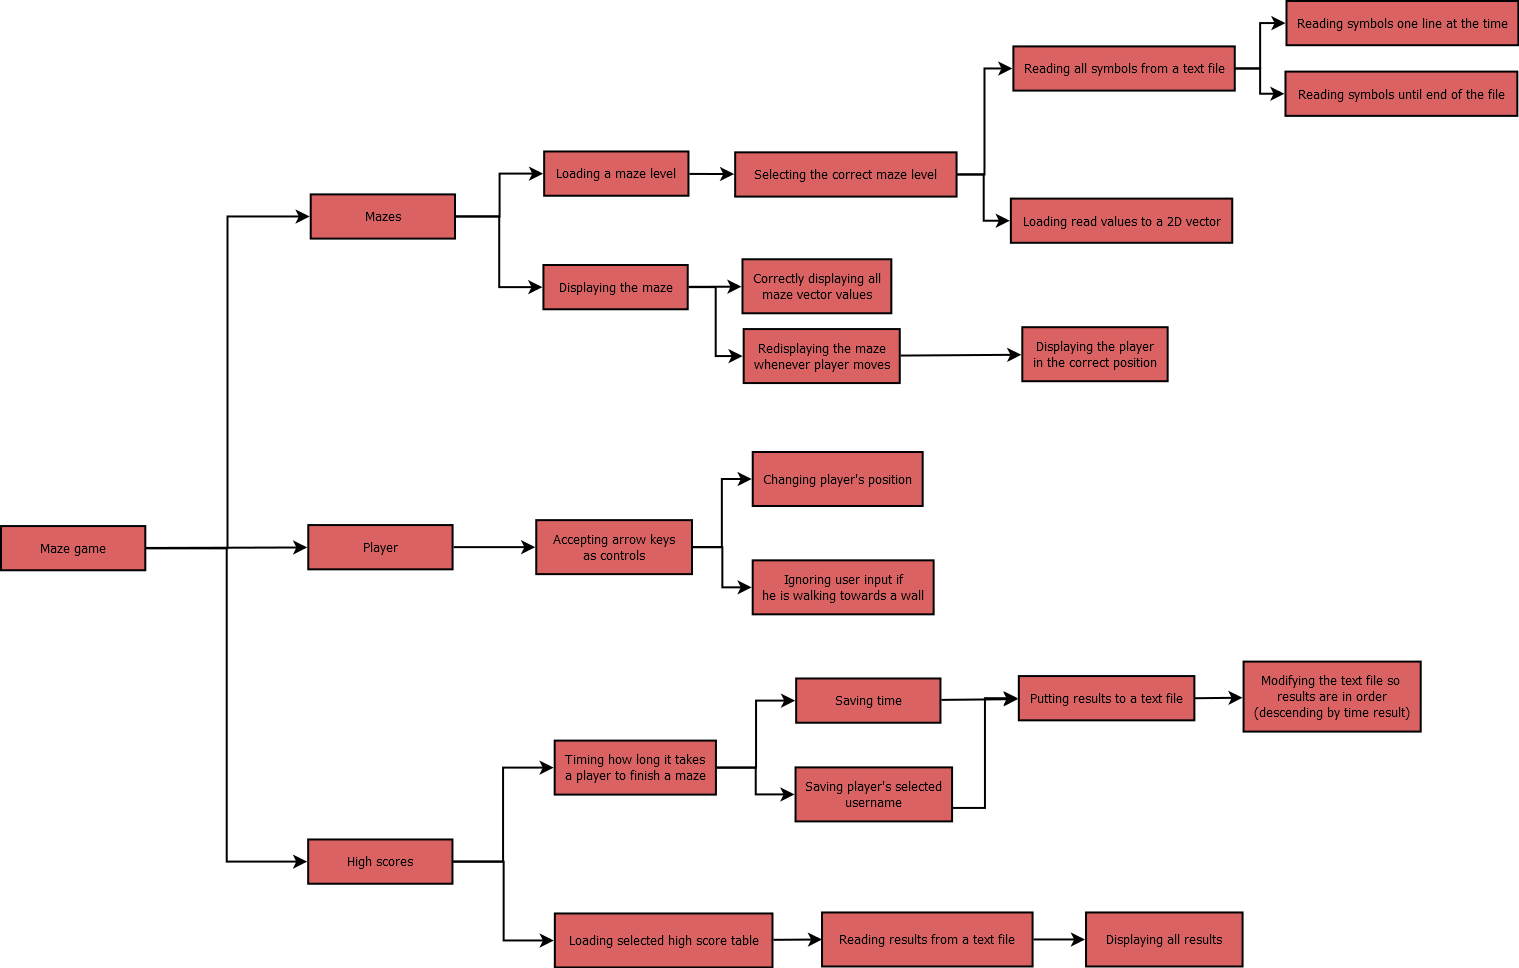 Reading symbols one line at the time
Reading all symbols from a text file
Reading symbols until end of the file
Loading a maze level
Selecting the correct maze level
Mazes
Loading read values to a 2D vector
Displaying the maze
Correctly displaying all
maze vector values
Redisplaying the maze
whenever player moves
Displaying the player
in the correct position
Changing player's position
Maze game
Player
Accepting arrow keys
as controls
Ignoring user input if
he is walking towards a wall
Saving time
Putting results to a text file
Modifying the text file so
results are in order
(descending by time result)
Timing how long it takes
a player to finish a maze
Saving player's selected
username
High scores
Loading selected high score table
Reading results from a text file
Displaying all results